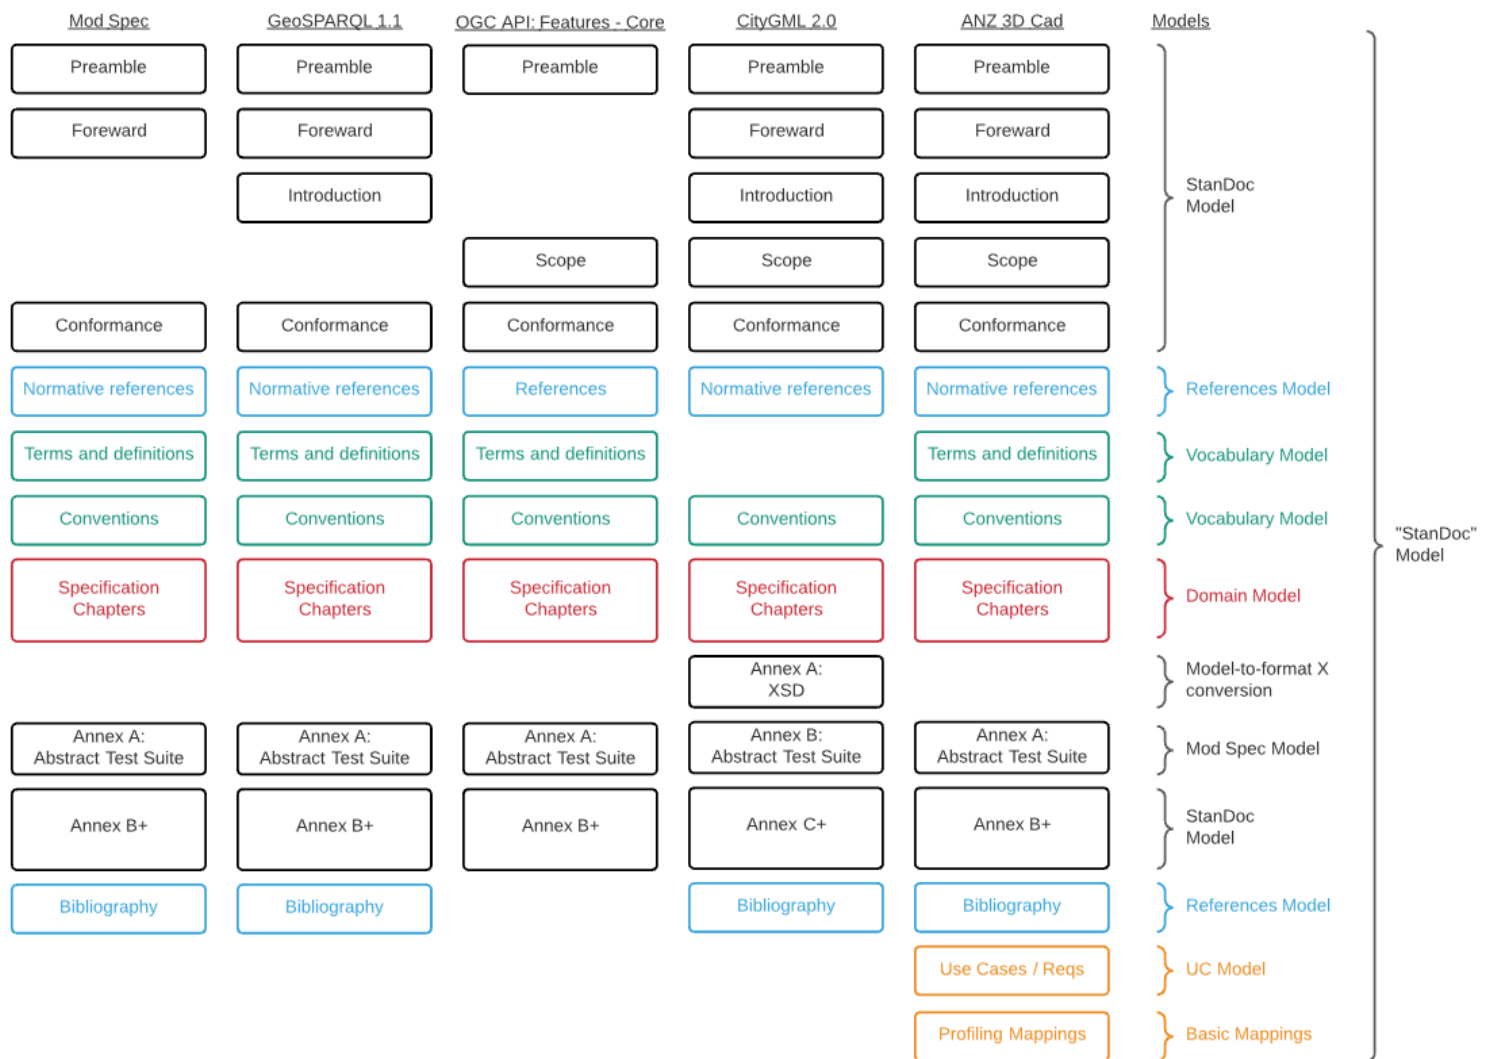 Mod Spec
GeoSPARQL 1.1
OGC API: Features - Core
CityGML 2.0
ANZ 3D Cad
Models
Preamble
Preamble
Preamble
Preamble
Preamble
Foreward
Foreward
Foreward
Foreward
Introduction
Introduction
Introduction
StanDoc
Model
Scope
Scope
Scope
Conformance
Conformance
Conformance
Conformance
Conformance
Normative references
Normative references
References
Normative references
Normative references
References Model
Terms and definitions
Terms and definitions
Terms and definitions
Terms and definitions
Vocabulary Model
Conventions
Conventions
Conventions
Conventions
Conventions
Vocabulary Model
"StanDoc"
Model
Specification
Chapters
Specification
Chapters
Specification
Chapters
Specification
Chapters
Specification
Chapters
Domain Model
Annex A:
XSD
Model-to-format X
conversion
Annex A:
Abstract Test Suite
Annex A:
Abstract Test Suite
Annex A:
Abstract Test Suite
Annex B:
Abstract Test Suite
Annex A:
Abstract Test Suite
Mod Spec Model
Annex B+
Annex B+
Annex B+
Annex C+
Annex B+
StanDoc
Model
Bibliography
Bibliography
Bibliography
Bibliography
References Model
Use Cases / Reqs
UC Model
Profiling Mappings
Basic Mappings